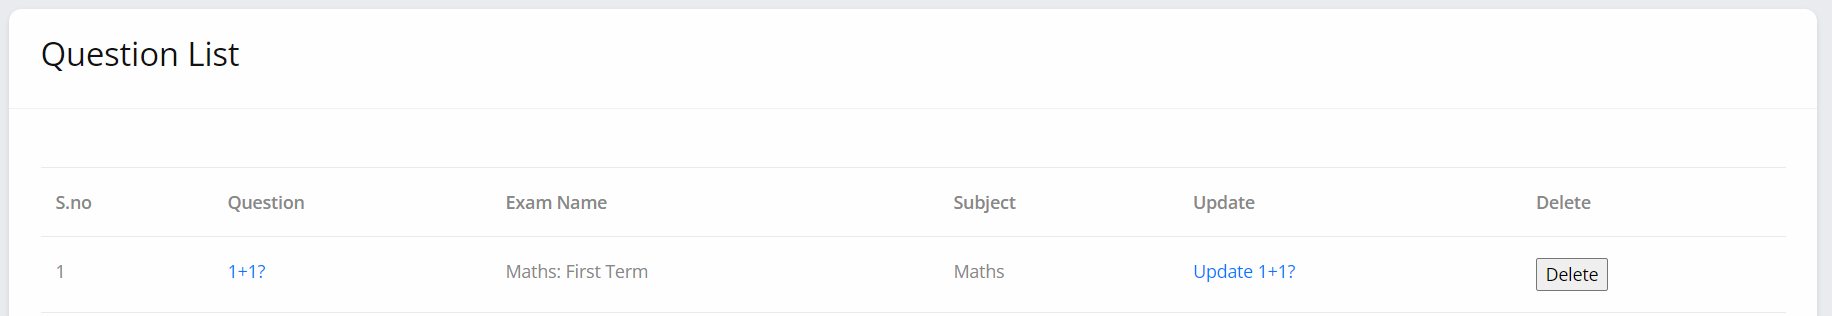 Question List
S.no Question Exam Name Subject Update Delete
1 1+1? Maths: First Term Maths Update 1+1? Delete